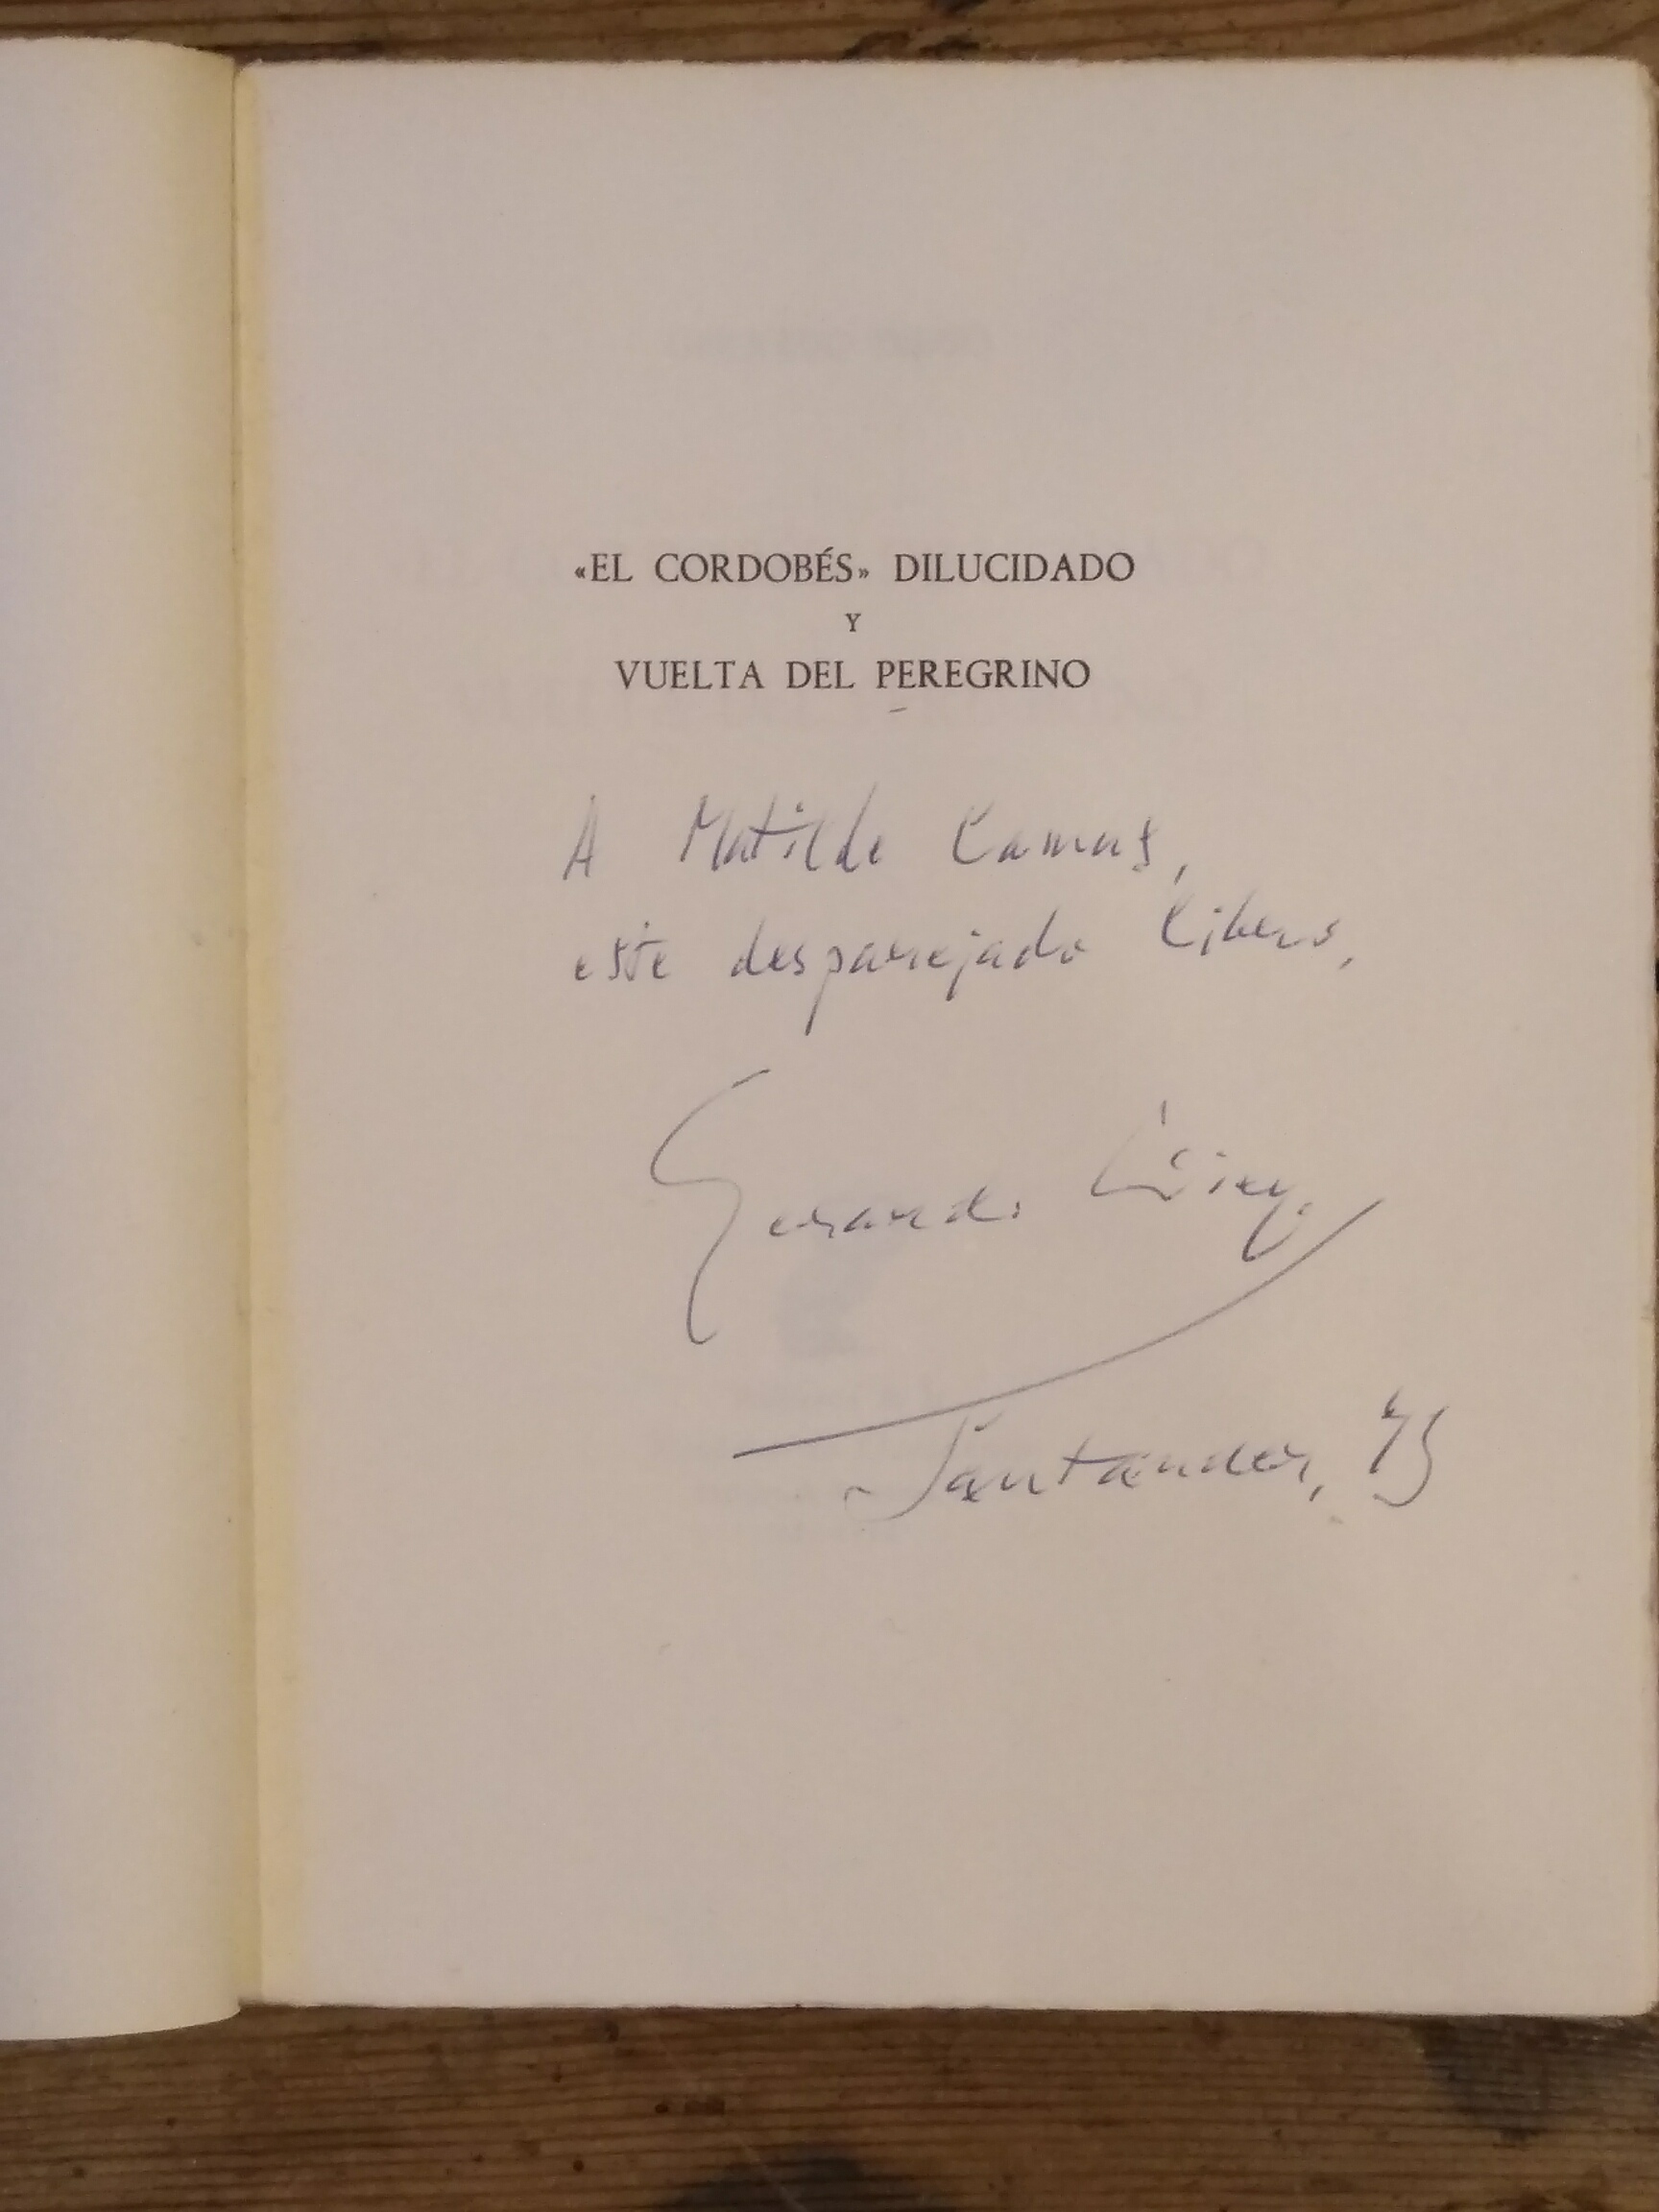 «EL CORDOBÉS» DILUCIDADO
Y
VUELTA DEL PEREGRINO
A Matilde Camus,
este desparejado libro,
Gerardo Diego
Santander, 75